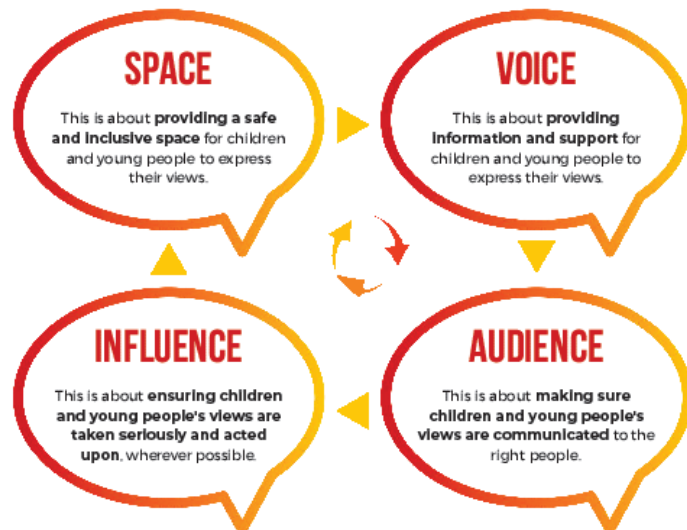 SPACE
This is about providing a safe
and inclusive space for children
and young people to express
their views.
VOICE
This is about providing
information and support for
children and young people to
express their views.
INFLUENCE
This is about ensuring children
and young people's views are
taken seriously and acted
upon, wherever possible.
AUDIENCE
This is about making sure
children and young people's
views are communicated to the
right people.